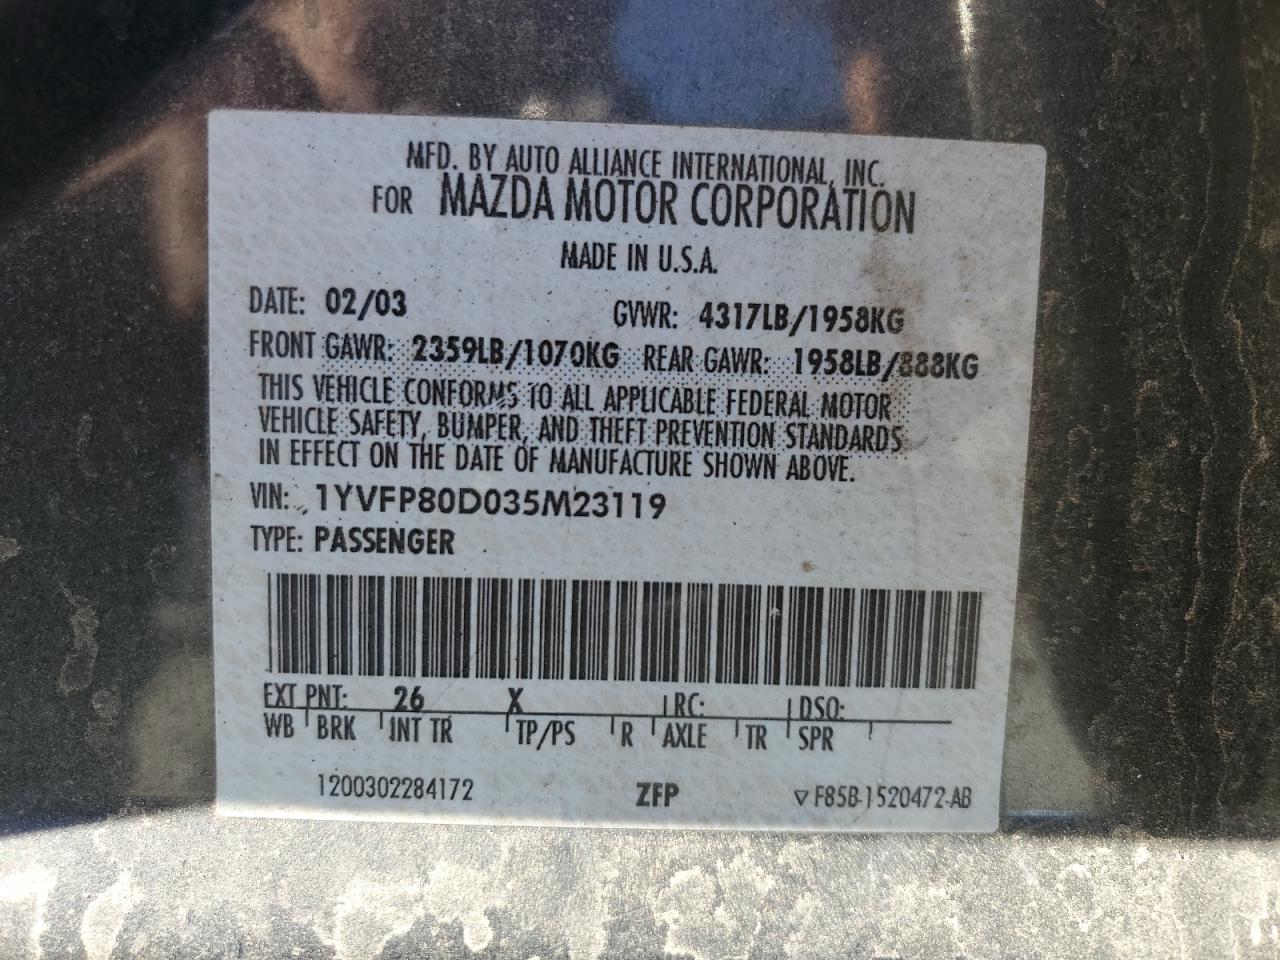 MFD. BY AUTO ALLIANCE INTERNATIONAL, INC.
FOR MAZDA MOTOR CORPORATION
MADE IN U.S.A.
DATE: 02/03 GVWR: 4317LB/1958KG
FRONT GAWR: 2359LB/1070KG REAR GAWR: 1958LB/888KG
THIS VEHICLE CONFORMS TO ALL APPLICABLE FEDERAL MOTOR
VEHICLE SAFETY, BUMPER, AND THEFT PREVENTION STANDARDS
IN EFFECT ON THE DATE OF MANUFACTURE SHOWN ABOVE.
VIN: 1YVFP80D035M23119
TYPE: PASSENGER
EXT PNT: 26 X RC: DSO:
WB BRK INT TR TP/PS R AXLE TR SPR
1200302284172 ZFP ▽ F85B-1520472-AB